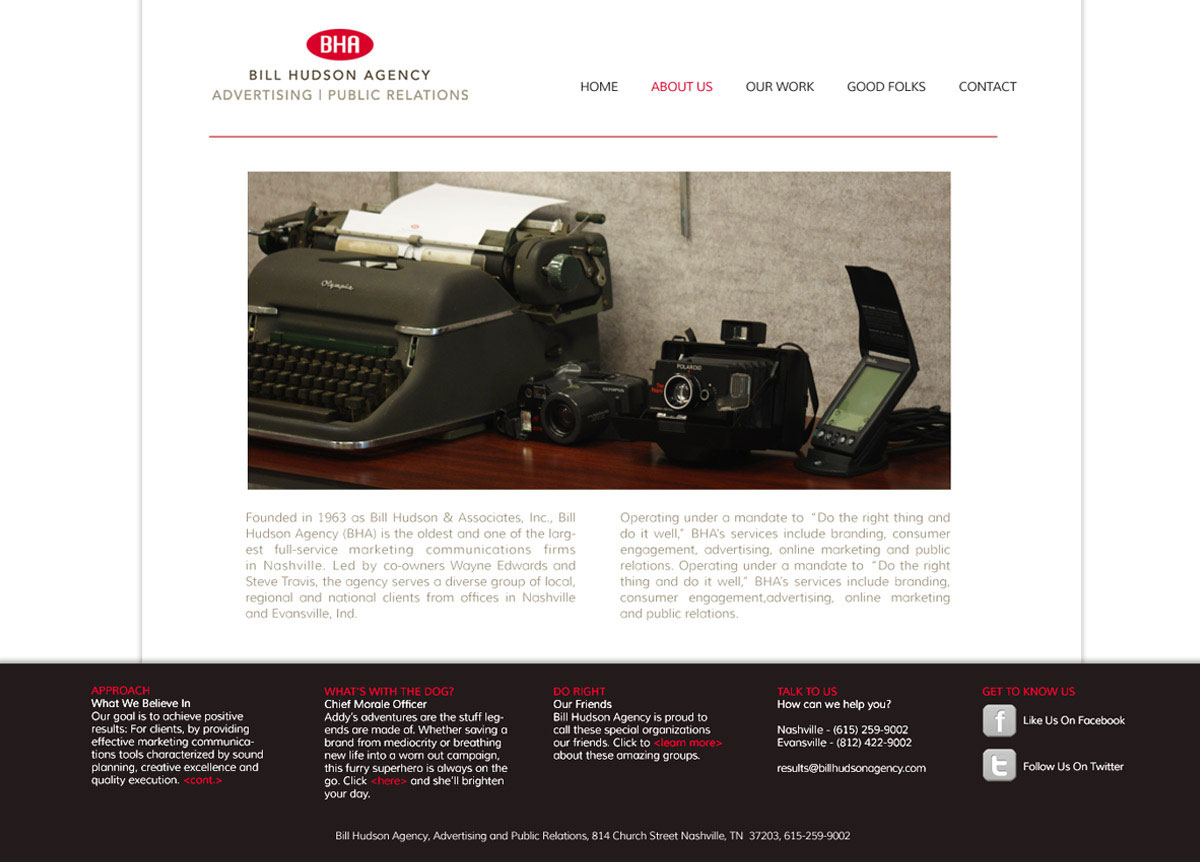 BHA
BILL HUDSON AGENCY
ADVERTISING | PUBLIC RELATIONS
HOME ABOUT US OUR WORK GOOD FOLKS CONTACT
Olympia
OLYMPUS
POLAROID
Founded in 1963 as Bill Hudson & Associates, Inc., Bill
Hudson Agency (BHA) is the oldest and one of the larg-
est full-service marketing communications firms
in Nashville. Led by co-owners Wayne Edwards and
Steve Travis, the agency serves a diverse group of local,
regional and national clients from offices in Nashville
and Evansville, Ind.
Operating under a mandate to “Do the right thing and
do it well,” BHA’s services include branding, consumer
engagement, advertising, online marketing and public
relations. Operating under a mandate to “Do the right
thing and do it well,” BHA’s services include branding,
consumer engagement,advertising, online marketing
and public relations.
APPROACH
What We Believe In
Our goal is to achieve positive
results: For clients, by providing
effective marketing communica-
tions tools characterized by sound
planning, creative excellence and
quality execution. <cont.>
WHAT'S WITH THE DOG?
Chief Morale Officer
Addy's adventures are the stuff leg-
ends are made of. Whether saving a
brand from mediocrity or breathing
new life into a worn out campaign,
this furry superhero is always on the
go. Click <here> and she'll brighten
your day.
DO RIGHT
Our Friends
Bill Hudson Agency is proud to
call these special organizations
our friends. Click to <learn more>
about these amazing groups.
TALK TO US
How can we help you?
Nashville - (615) 259-9002
Evansville - (812) 422-9002
results@billhudsonagency.com
GET TO KNOW US
f Like Us On Facebook
t Follow Us On Twitter
Bill Hudson Agency, Advertising and Public Relations, 814 Church Street Nashville, TN 37203, 615-259-9002